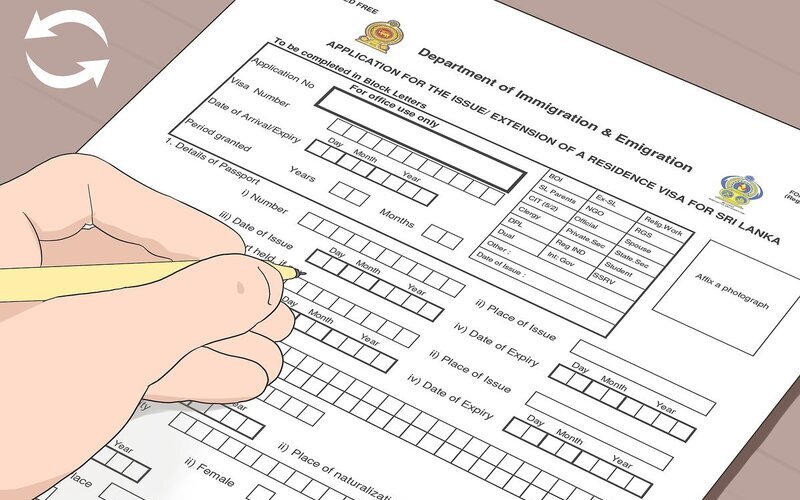 ED FREE
Department of Immigration & Emigration
APPLICATION FOR THE ISSUE/ EXTENSION OF A RESIDENCE VISA FOR SRI LANKA
To be completed in Block Letters
For office use only
Application No
Visa Number
Day Month Year
Date of Arrival/Expiry
Period granted
Years
Months
BOI
Ex-SL
Relig.Work
SL Parents
NGO
RGS
CIT (5/2)
Official
Spouse
Clergy
Private.Sec
State.Sec
DPL
Reg IND
Student
Dual
Int: Gov
SSRV
Other ;
Date of Issue :
Affix a photograph
1. Details of Passport
i) Number
ii) Place of Issue
iii) Date of Issue
Day Month Year
iv) Date of Expiry
Day Month Year
held, if
ii) Place of Issue
Day Month Year
iv) Date of Expiry
Day Month Year
ii) Place of naturalizati
Year
ii) Female